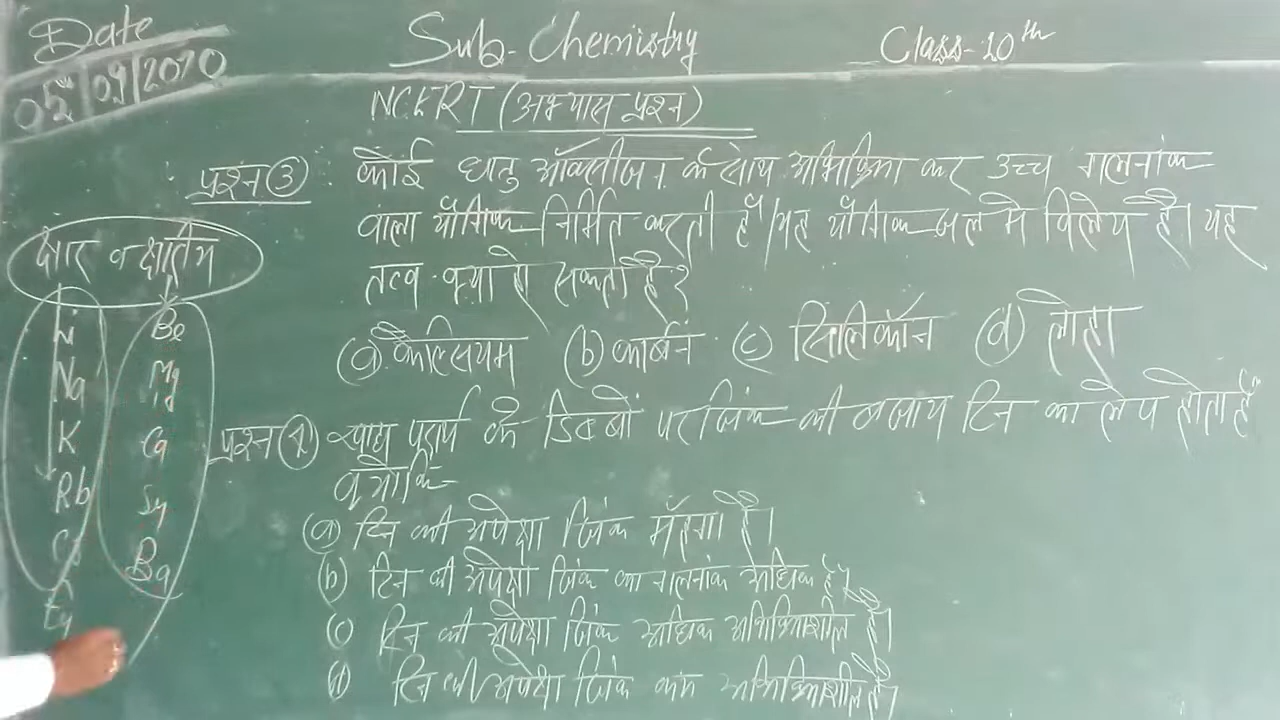 Date
05 09 2020
Sub-Chemistry
Class-10th
NCERT (अभ्यास प्रश्न)
प्रश्न ③ कोई धातु ऑक्सीजन के साथ अभिक्रिया कर उच्च गलनांक
वाला यौगिक निर्मित करती है। यह यौगिक जल में विलेय है। यह
तत्व क्या हो सकता है?
(a) कैल्सियम (b) कार्बन (c) सिलिकॉन (d) लोहा
प्रश्न ④ खाद्य पदार्थ के डिब्बों पर जिंक की बजाय टिन का लेप होता है
क्योंकि-
(a) टिन की अपेक्षा जिंक मँहगा है।
(b) टिन की अपेक्षा जिंक का गलनांक अधिक है।
(c) टिन की अपेक्षा जिंक अधिक अभिक्रियाशील है।
(d) टिन की अपेक्षा जिंक कम अभिक्रियाशील है।
क्षार व क्षारीय
Li Be
Na Mg
K Ca
Rb Sr
Cs Ba